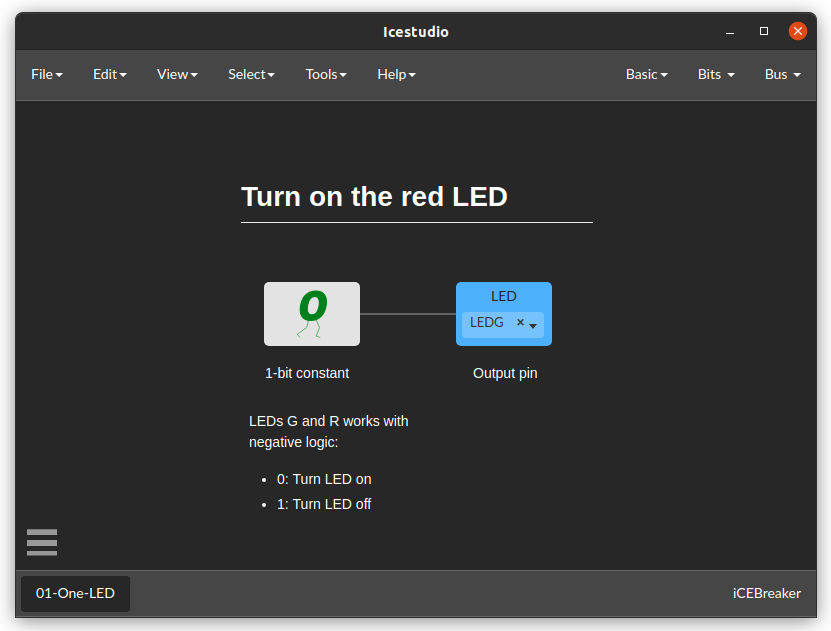 Icestudio
File Edit View Select Tools Help Basic Bits Bus
Turn on the red LED
0 LED
LEDG ×
1-bit constant Output pin
LEDs G and R works with
negative logic:
• 0: Turn LED on
• 1: Turn LED off
01-One-LED iCEBreaker